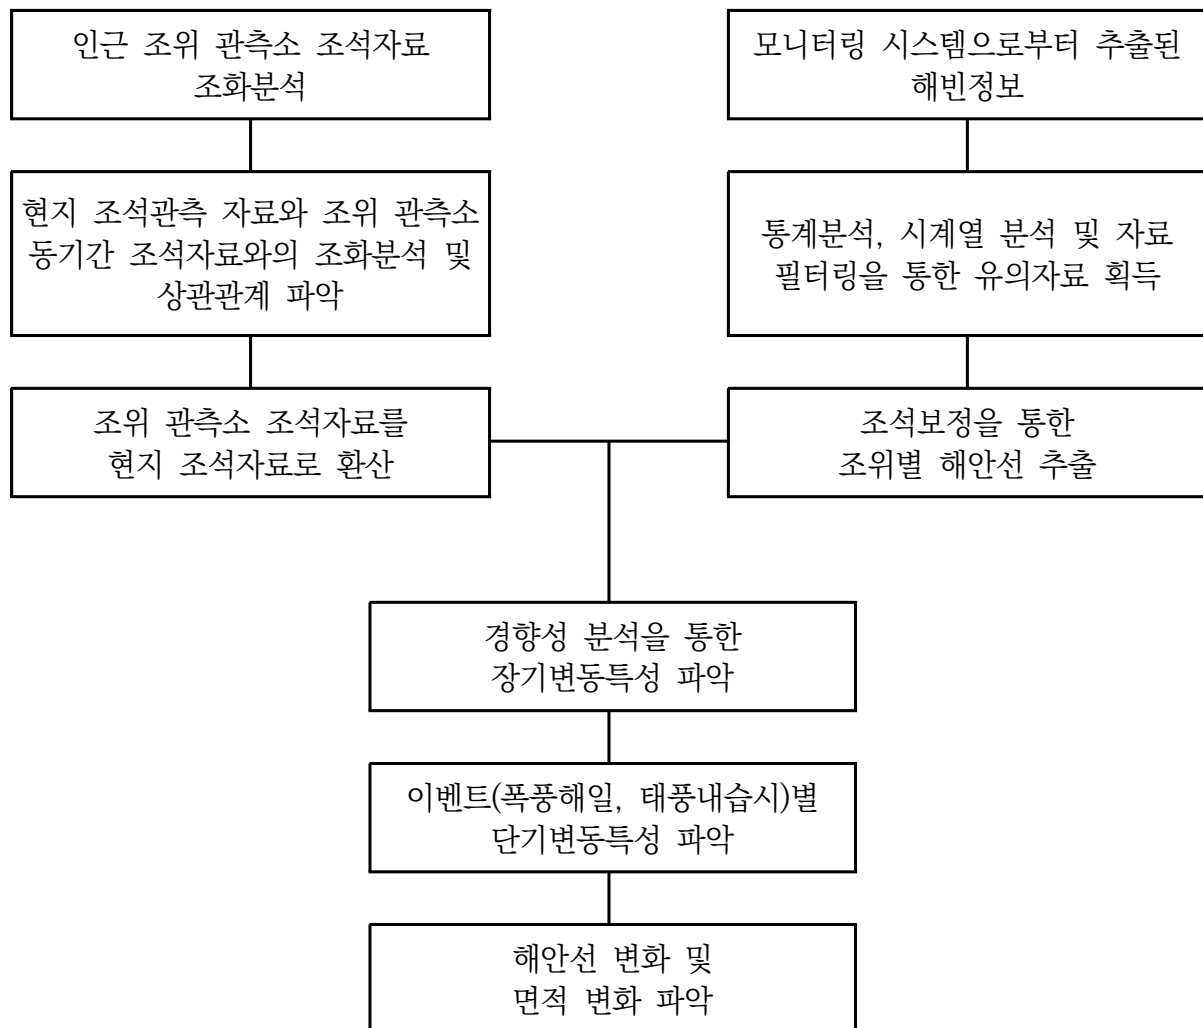 인근 조위 관측소 조석자료
조화분석
현지 조석관측 자료와 조위 관측소
동기간 조석자료와의 조화분석 및
상관관계 파악
조위 관측소 조석자료를
현지 조석자료로 환산
모니터링 시스템으로부터 추출된
해빈정보
통계분석, 시계열 분석 및 자료
필터링을 통한 유의자료 획득
조석보정을 통한
조위별 해안선 추출
경향성 분석을 통한
장기변동특성 파악
이벤트(폭풍해일, 태풍내습시)별
단기변동특성 파악
해안선 변화 및
면적 변화 파악